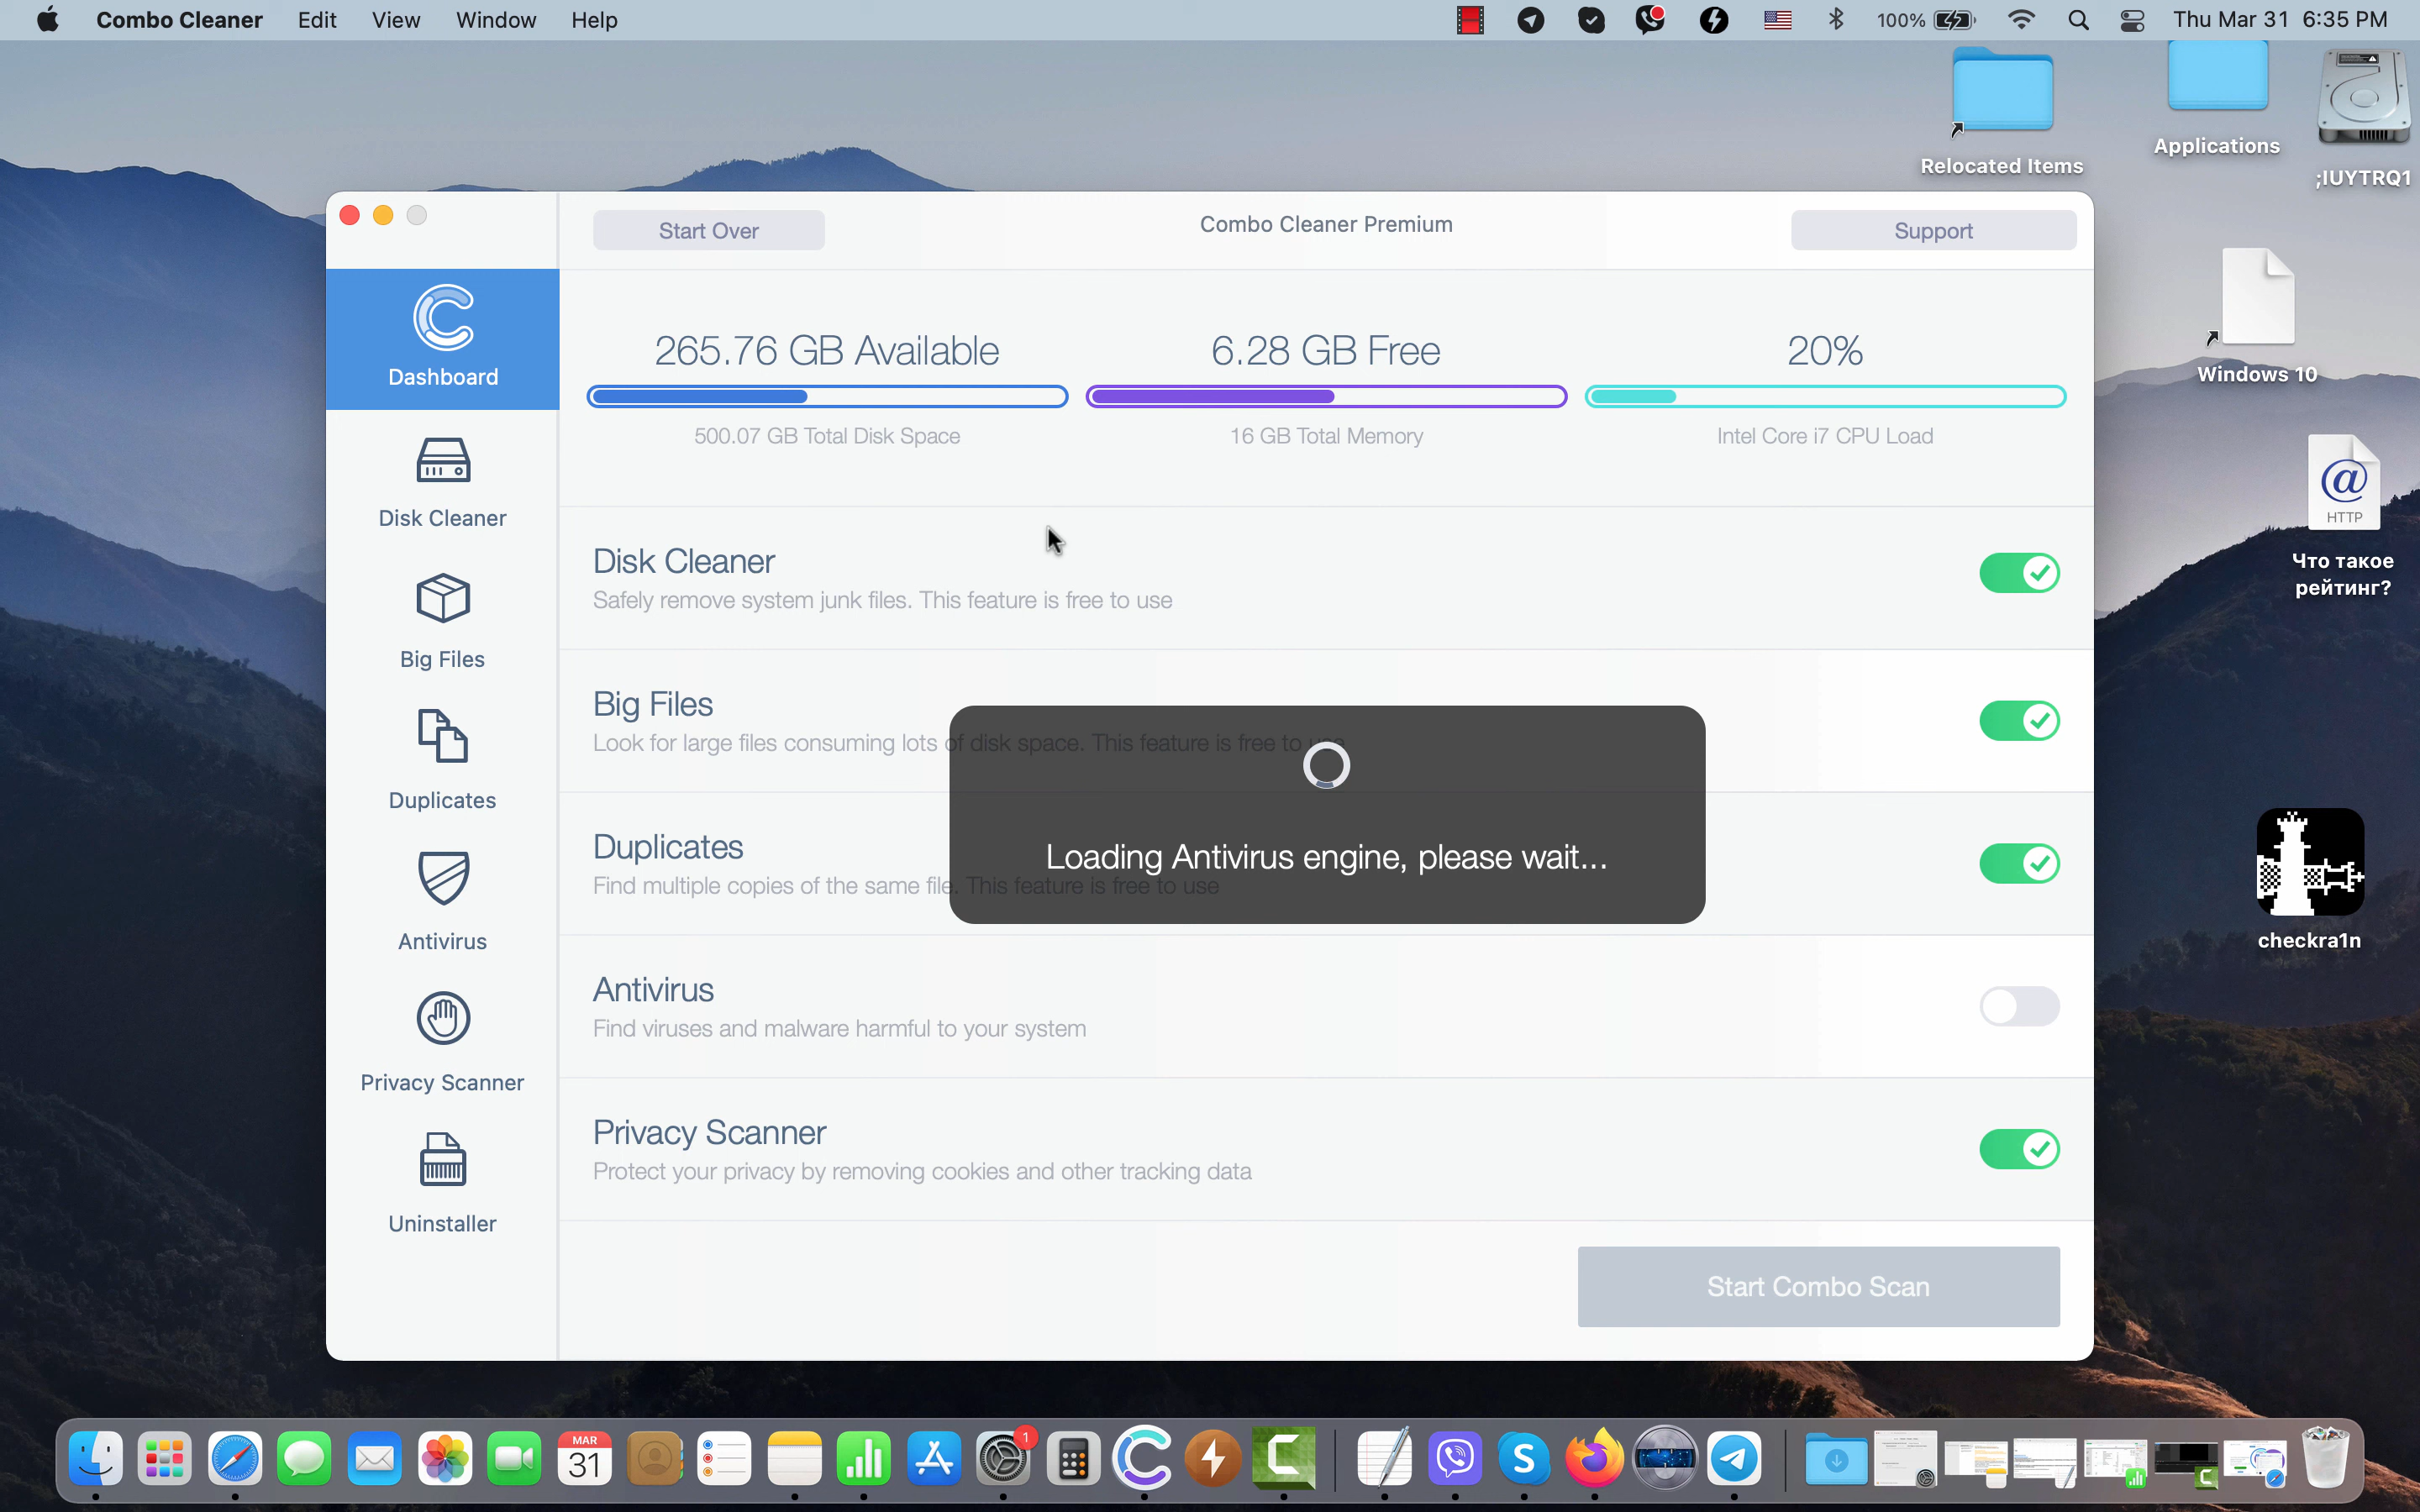 Combo Cleaner Edit View Window Help
100% Thu Mar 31 6:35 PM
Relocated Items
Applications
;IUYTRQ1
Windows 10
HTTP
Что такое
рейтинг?
checkra1n
Start Over
Combo Cleaner Premium
Support
Dashboard
Disk Cleaner
Big Files
Duplicates
Antivirus
Privacy Scanner
Uninstaller
265.76 GB Available
500.07 GB Total Disk Space
6.28 GB Free
16 GB Total Memory
20%
Intel Core i7 CPU Load
Disk Cleaner
Safely remove system junk files. This feature is free to use
Big Files
Look for large files consuming lots of disk space. This feature is free to use
Duplicates
Find multiple copies of the same file. This feature is free to use
Loading Antivirus engine, please wait...
Antivirus
Find viruses and malware harmful to your system
Privacy Scanner
Protect your privacy by removing cookies and other tracking data
Start Combo Scan
MAR
31
1